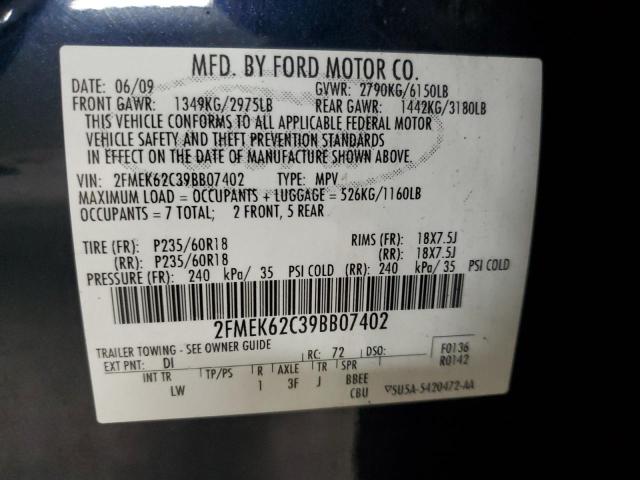 MFD. BY FORD MOTOR CO.
DATE: 06/09 GVWR: 2790KG/6150LB
FRONT GAWR: 1349KG/2975LB REAR GAWR: 1442KG/3180LB
THIS VEHICLE CONFORMS TO ALL APPLICABLE FEDERAL MOTOR
VEHICLE SAFETY AND THEFT PREVENTION STANDARDS
IN EFFECT ON THE DATE OF MANUFACTURE SHOWN ABOVE.
VIN: 2FMEK62C39BB07402 TYPE: MPV
MAXIMUM LOAD = OCCUPANTS + LUGGAGE = 526KG/1160LB
OCCUPANTS = 7 TOTAL; 2 FRONT, 5 REAR
TIRE (FR): P235/60R18 RIMS (FR): 18X7.5J
(RR): P235/60R18 (RR): 18X7.5J
PRESSURE (FR): 240 kPa/ 35 PSI COLD (RR): 240 kPa/ 35 PSI COLD
2FMEK62C39BB07402
TRAILER TOWING - SEE OWNER GUIDE
EXT PNT: DI RC: 72 DSO: F0136
R0142
INT TR TP/PS R AXLE TR SPR
LW 1 3F J BBEE
CBU ▽5U5A-5420472-AA